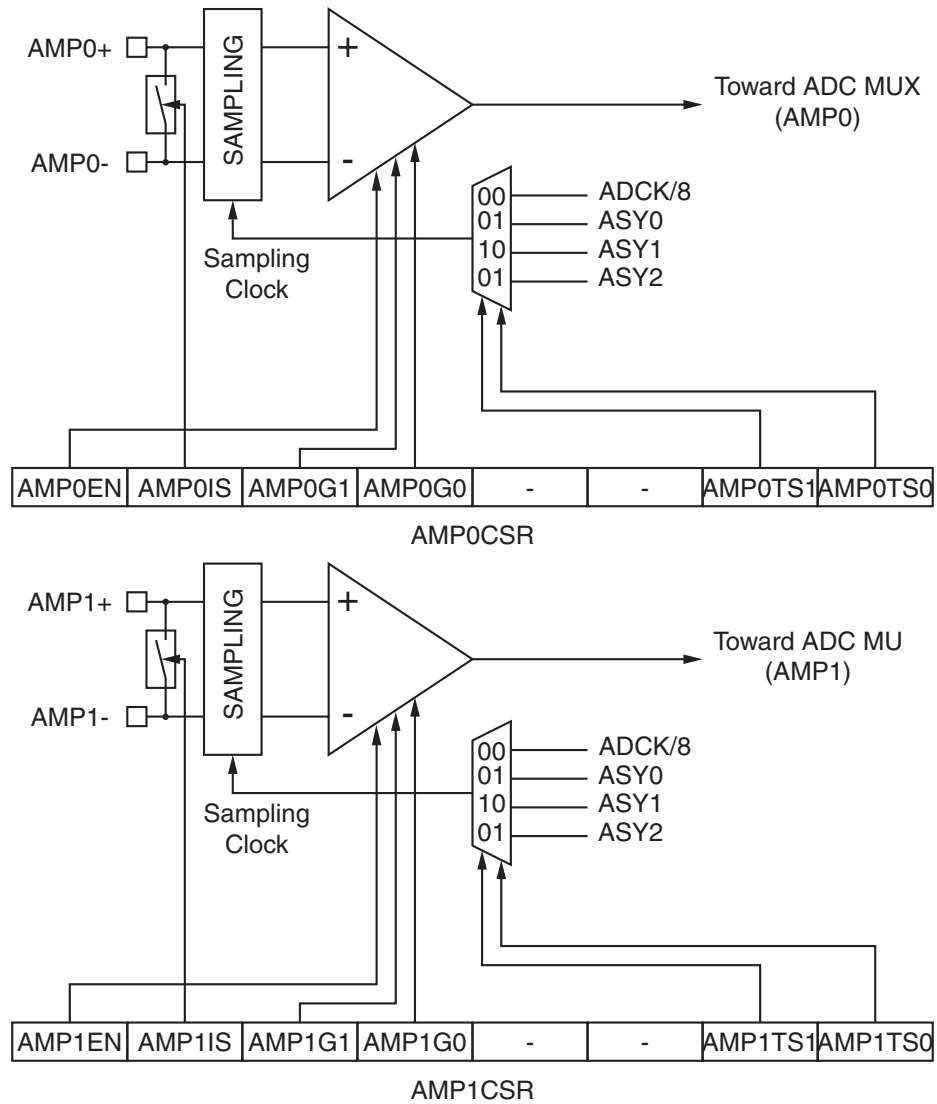 AMP0+
SAMPLING
+
Toward ADC MUX
(AMP0)
AMP0-
-
00
ADCK/8
01
ASY0
10
ASY1
01
ASY2
Sampling
Clock
AMP0EN AMP0IS AMP0G1 AMP0G0 - - AMP0TS1 AMP0TS0
AMP0CSR
AMP1+
SAMPLING
+
Toward ADC MU
(AMP1)
AMP1-
-
00
ADCK/8
01
ASY0
10
ASY1
01
ASY2
Sampling
Clock
AMP1EN AMP1IS AMP1G1 AMP1G0 - - AMP1TS1 AMP1TS0
AMP1CSR